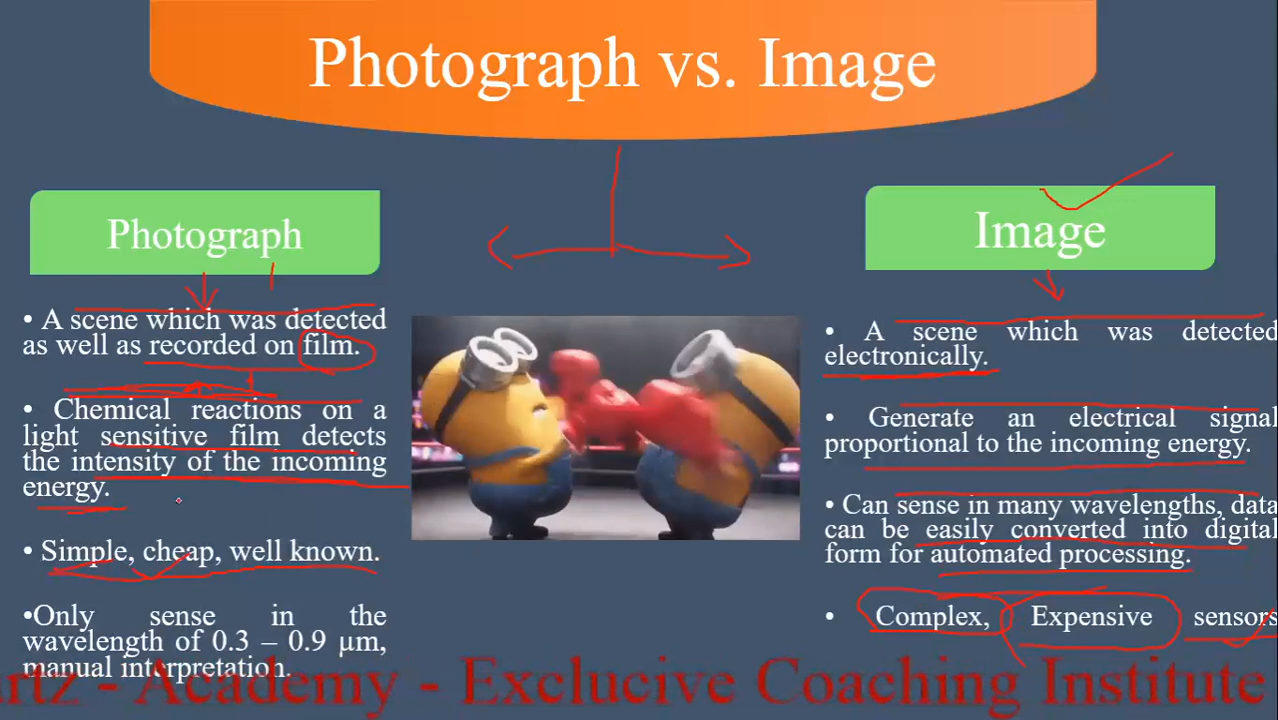 Photograph vs. Image
Photograph
• A scene which was detected
as well as recorded on film.
• Chemical reactions on a
light sensitive film detects
the intensity of the incoming
energy.
• Simple, cheap, well known.
•Only sense in the
wavelength of 0.3 – 0.9 µm,
manual interpretation.
Image
• A scene which was detected
electronically.
• Generate an electrical signal
proportional to the incoming energy.
• Can sense in many wavelengths, data
can be easily converted into digital
form for automated processing.
• Complex, Expensive sensors
artz - Academy - Exclucive Coaching Institute